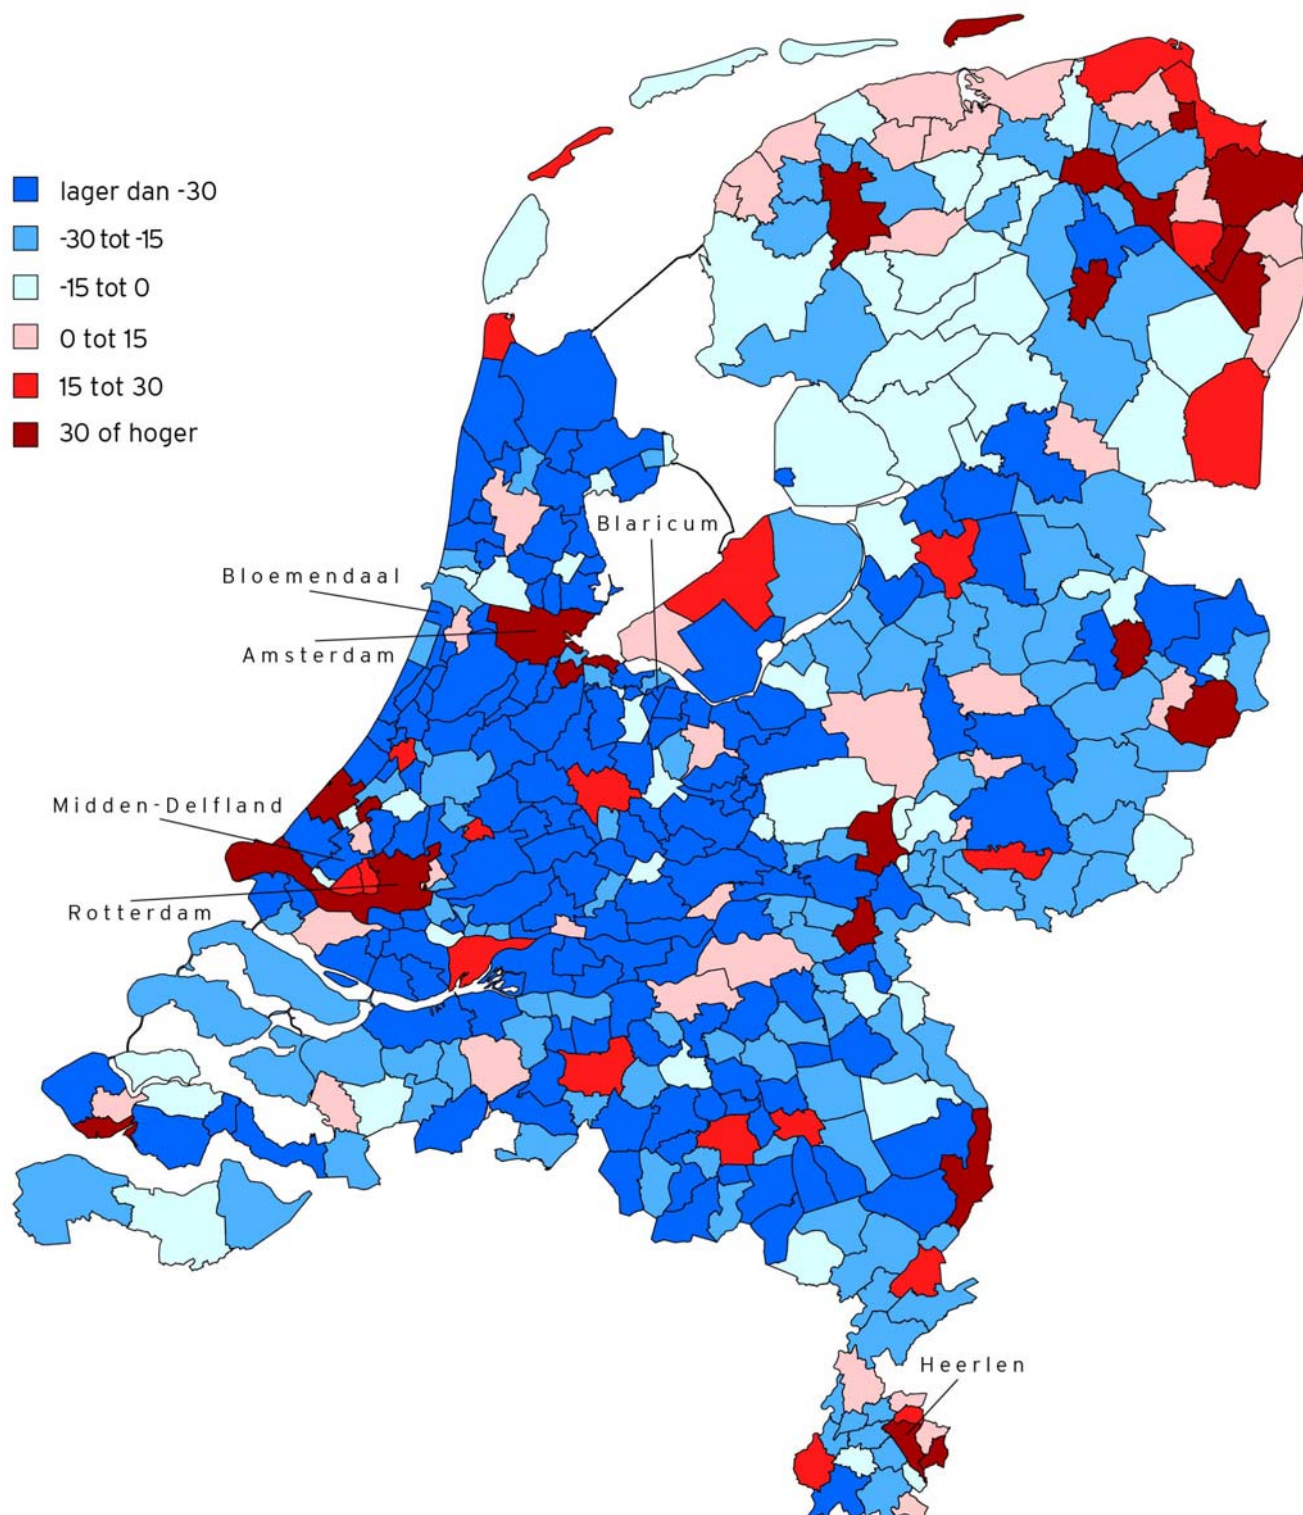 lager dan -30
-30 tot -15
-15 tot 0
0 tot 15
15 tot 30
30 of hoger
Blaricum
Bloemendaal
Amsterdam
Midden-Delfland
Rotterdam
Heerlen